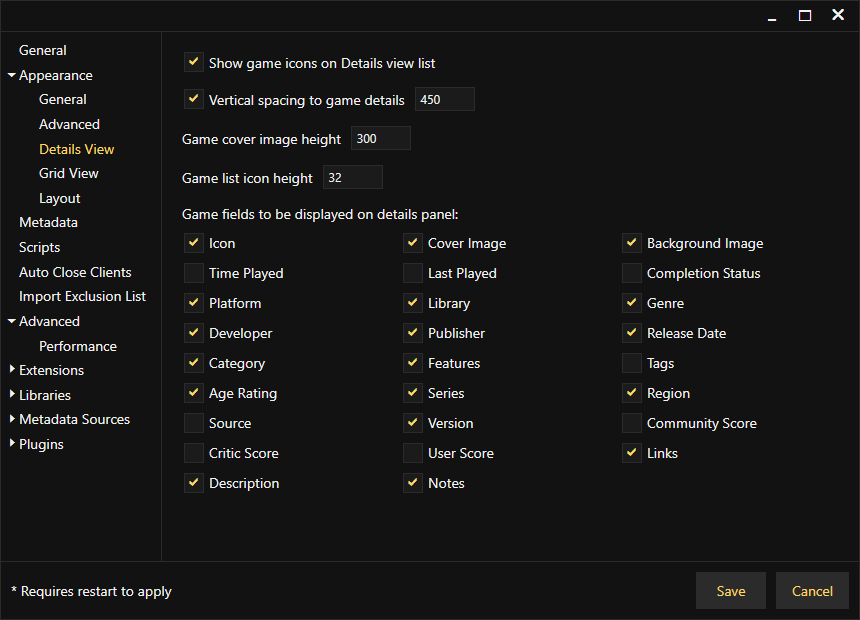 General
Appearance
General
Advanced
Details View
Grid View
Layout
Metadata
Scripts
Auto Close Clients
Import Exclusion List
Advanced
Performance
Extensions
Libraries
Metadata Sources
Plugins
Show game icons on Details view list
Vertical spacing to game details 450
Game cover image height 300
Game list icon height 32
Game fields to be displayed on details panel:
Icon Cover Image Background Image
Time Played Last Played Completion Status
Platform Library Genre
Developer Publisher Release Date
Category Features Tags
Age Rating Series Region
Source Version Community Score
Critic Score User Score Links
Description Notes
* Requires restart to apply Save Cancel